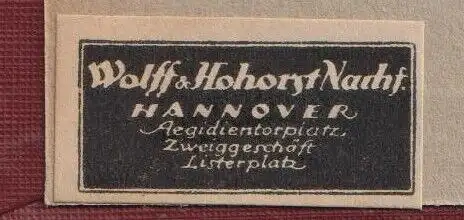 Wolff & Hohorst Nachf.
HANNOVER
Aegidientorplatz.
Zweiggeschäft
Listerplatz